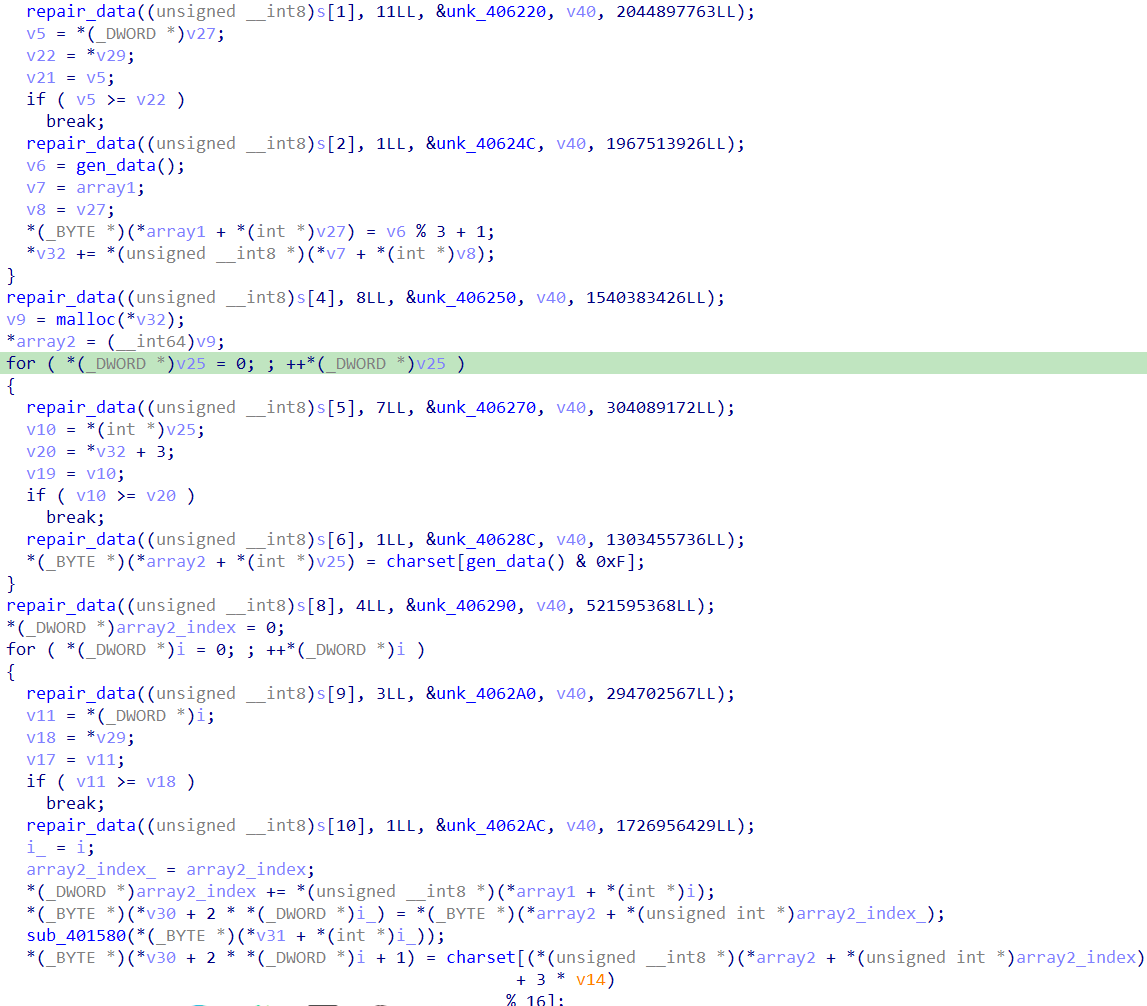 repair_data((unsigned __int8)s[1], 11LL, &unk_406220, v40, 2044897763LL);
v5 = *(_DWORD *)v27;
v22 = *v29;
v21 = v5;
if ( v5 >= v22 )
break;
repair_data((unsigned __int8)s[2], 1LL, &unk_40624C, v40, 1967513926LL);
v6 = gen_data();
v7 = array1;
v8 = v27;
*(_BYTE *)(*array1 + *(int *)v27) = v6 % 3 + 1;
*v32 += *(unsigned __int8 *)(*v7 + *(int *)v8);
}
repair_data((unsigned __int8)s[4], 8LL, &unk_406250, v40, 1540383426LL);
v9 = malloc(*v32);
*array2 = (__int64)v9;
for ( *(_DWORD *)v25 = 0; ; ++*(_DWORD *)v25 )
{
repair_data((unsigned __int8)s[5], 7LL, &unk_406270, v40, 304089172LL);
v10 = *(int *)v25;
v20 = *v32 + 3;
v19 = v10;
if ( v10 >= v20 )
break;
repair_data((unsigned __int8)s[6], 1LL, &unk_40628C, v40, 1303455736LL);
*(_BYTE *)(*array2 + *(int *)v25) = charset[gen_data() & 0xF];
}
repair_data((unsigned __int8)s[8], 4LL, &unk_406290, v40, 521595368LL);
*(_DWORD *)array2_index = 0;
for ( *(_DWORD *)i = 0; ; ++*(_DWORD *)i )
{
repair_data((unsigned __int8)s[9], 3LL, &unk_4062A0, v40, 294702567LL);
v11 = *(_DWORD *)i;
v18 = *v29;
v17 = v11;
if ( v11 >= v18 )
break;
repair_data((unsigned __int8)s[10], 1LL, &unk_4062AC, v40, 1726956429LL);
i_ = i;
array2_index_ = array2_index;
*(_DWORD *)array2_index += *(unsigned __int8 *)(*array1 + *(int *)i);
*(_BYTE *)(*v30 + 2 * *(_DWORD *)i_) = *(_BYTE *)(*array2 + *(unsigned int *)array2_index_);
sub_401580(*(_BYTE *)(*v31 + *(int *)i_));
*(_BYTE *)(*v30 + 2 * *(_DWORD *)i + 1) = charset[(*(unsigned __int8 *)(*array2 + *(unsigned int *)array2_index)
+ 3 * v14)
% 16];